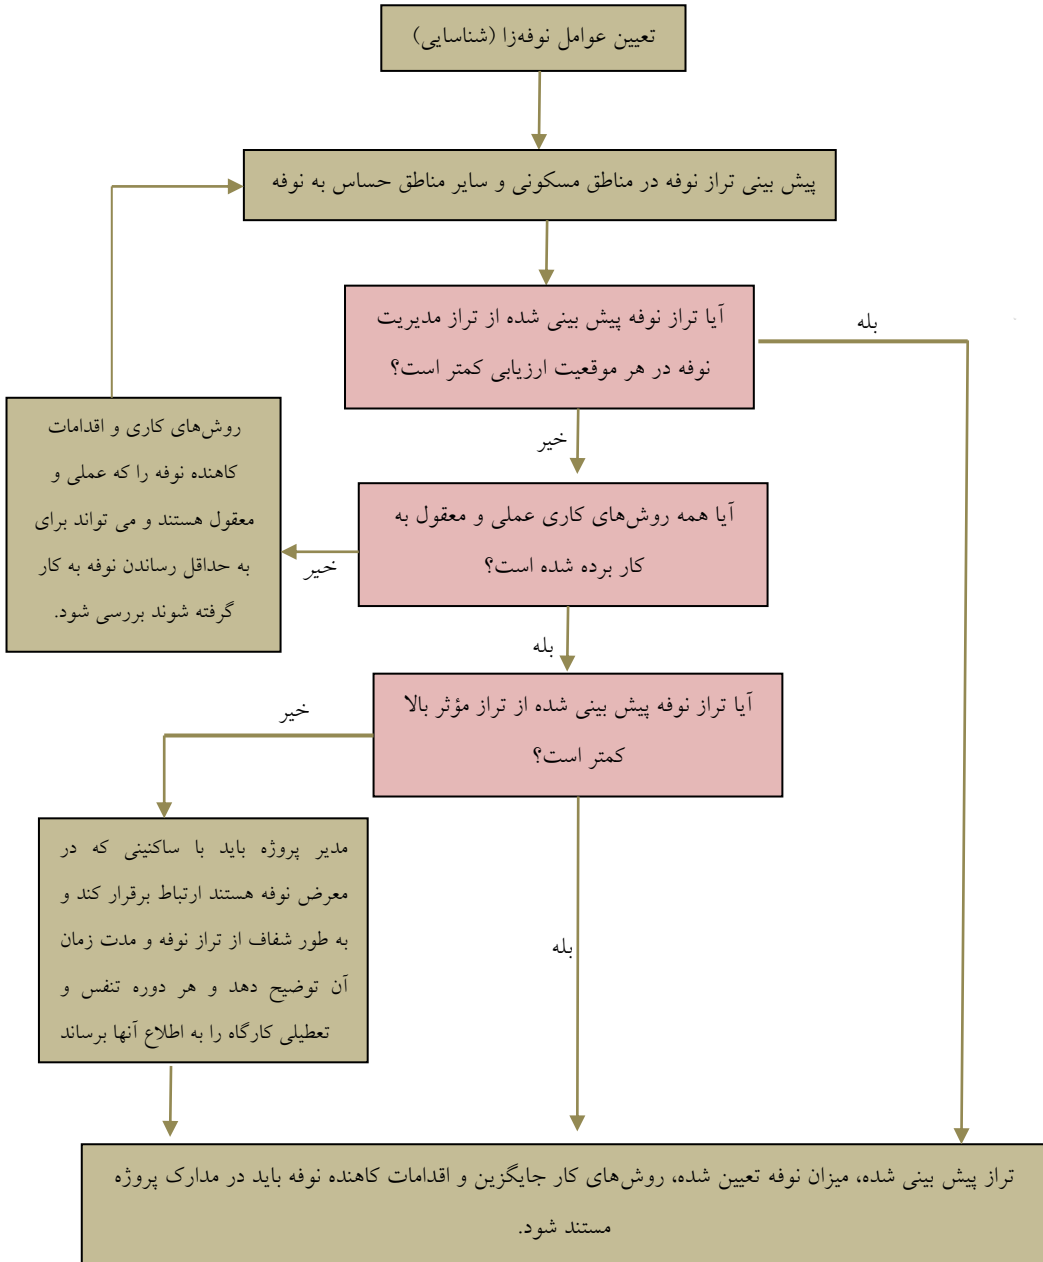 تعیین عوامل نوفه‌زا (شناسایی)
پیش بینی تراز نوفه در مناطق مسکونی و سایر مناطق حساس به نوفه
آیا تراز نوفه پیش بینی شده از تراز مدیریت
نوفه در هر موقعیت ارزیابی کمتر است؟
بله
خیر
روش‌های کاری و اقدامات
کاهنده نوفه را که عملی و
معقول هستند و می تواند برای
به حداقل رساندن نوفه به کار
گرفته شوند بررسی شود.
آیا همه روش‌های کاری عملی و معقول به
کار برده شده است؟
خیر
بله
آیا تراز نوفه پیش بینی شده از تراز مؤثر بالا
کمتر است؟
خیر
مدیر پروژه باید با ساکنینی که در
معرض نوفه هستند ارتباط برقرار کند و
به طور شفاف از تراز نوفه و مدت زمان
آن توضیح دهد و هر دوره تنفس و
تعطیلی کارگاه را به اطلاع آنها برساند
بله
تراز پیش بینی شده، میزان نوفه تعیین شده، روش‌های کار جایگزین و اقدامات کاهنده نوفه باید در مدارک پروژه
مستند شود.